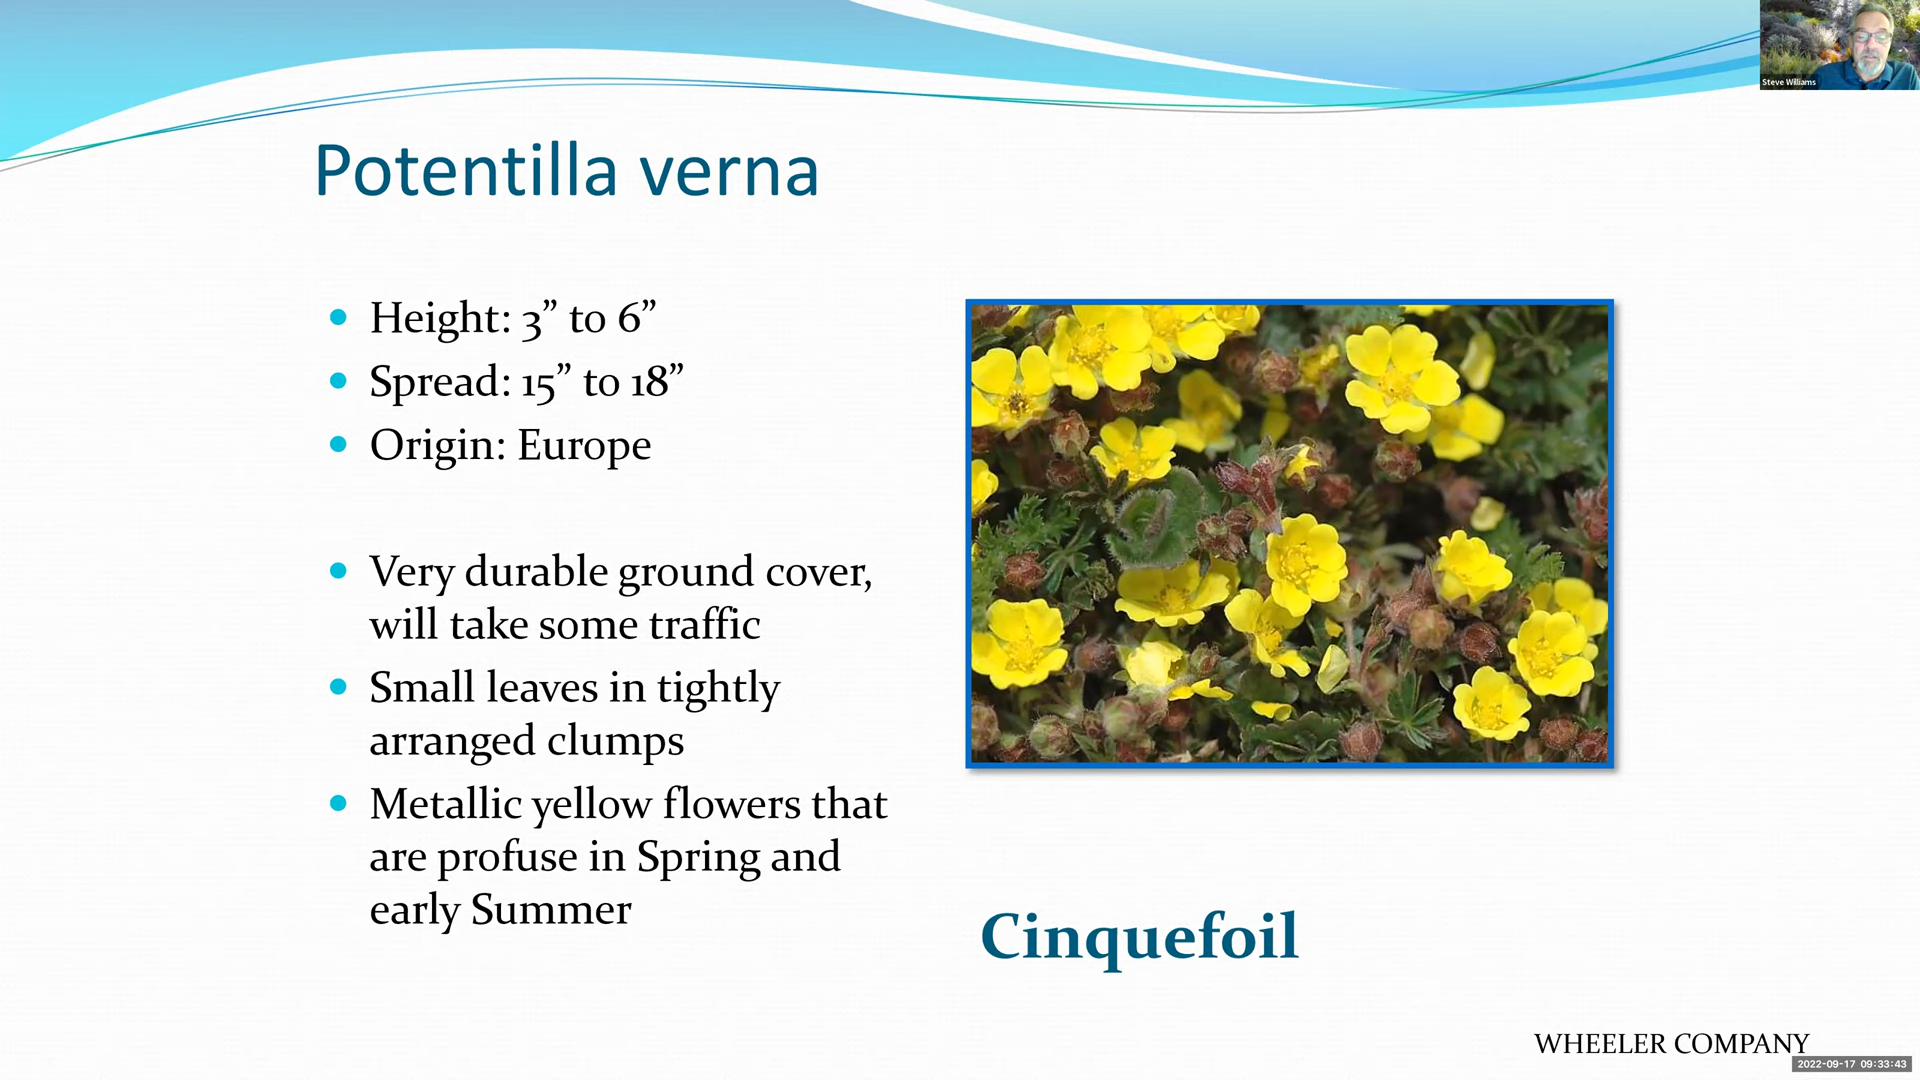 Steve Williams
Potentilla verna
Height: 3” to 6”
Spread: 15” to 18”
Origin: Europe
Very durable ground cover,
will take some traffic
Small leaves in tightly
arranged clumps
Metallic yellow flowers that
are profuse in Spring and
early Summer
Cinquefoil
WHEELER COMPANY
2022-09-17 09:33:43